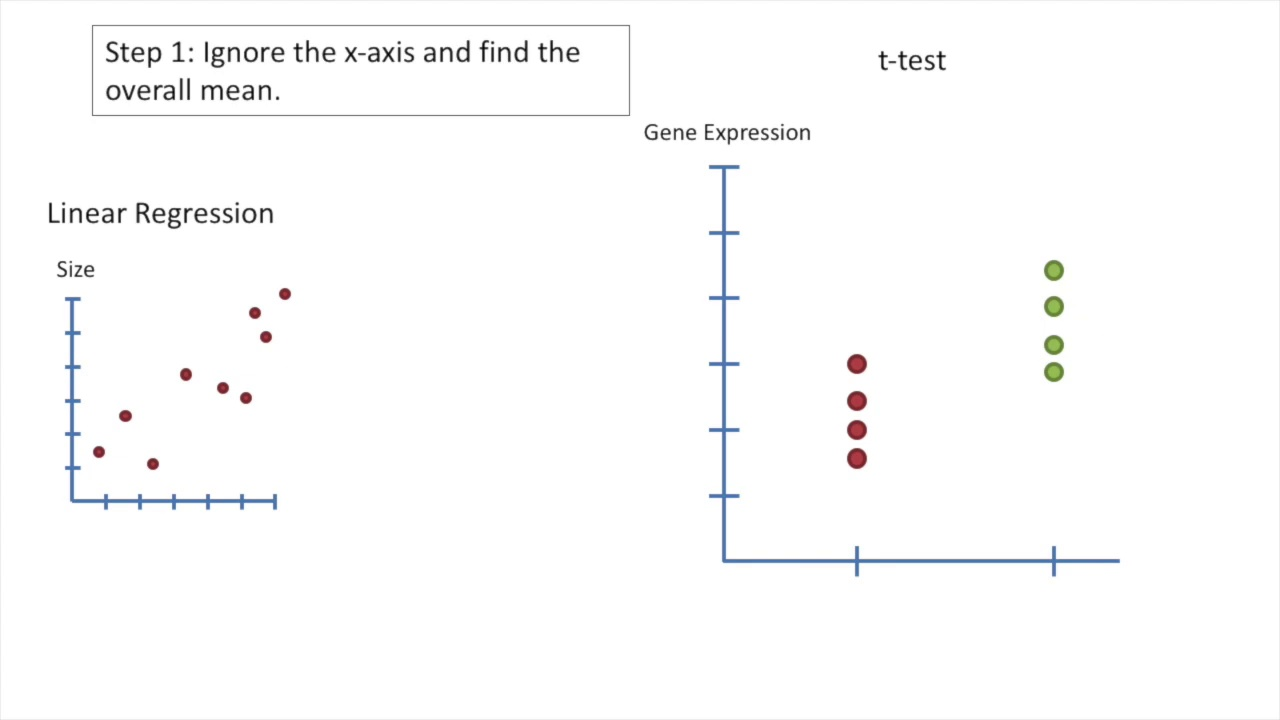 Step 1: Ignore the x-axis and find the
overall mean.
t-test
Gene Expression
Linear Regression
Size